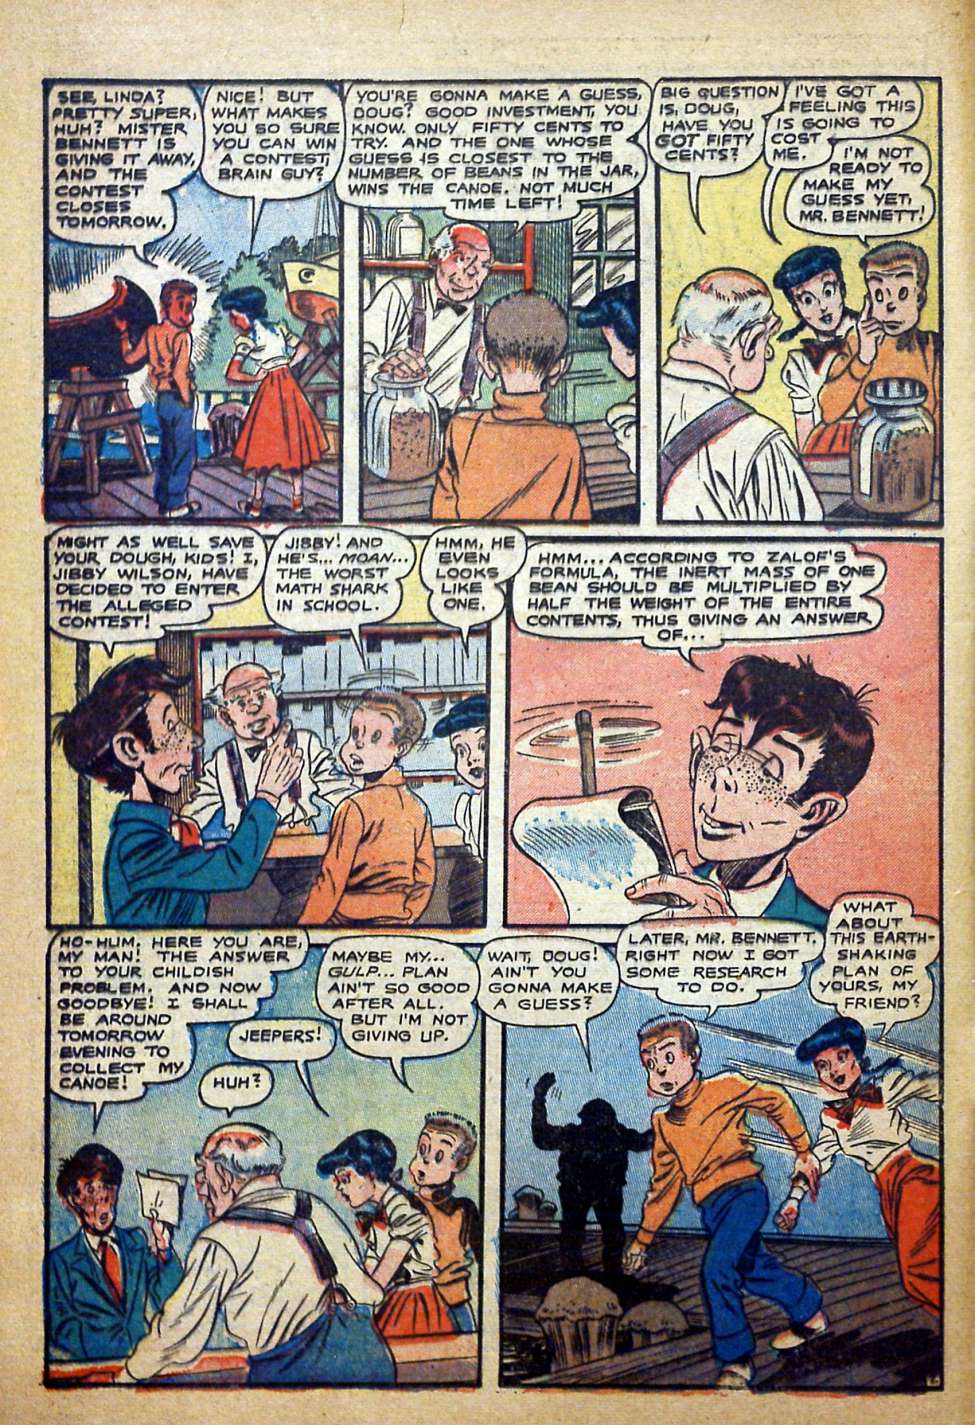 SEE, LINDA?
PRETTY SUPER,
HUH? MISTER
BENNETT IS
GIVING IT AWAY,
AND THE
CONTEST
CLOSES
TOMORROW.
NICE! BUT
WHAT MAKES
YOU SO SURE
YOU CAN WIN
A CONTEST,
BRAIN GUY?
YOU'RE GONNA MAKE A GUESS,
DOUG? GOOD INVESTMENT, YOU
KNOW. ONLY FIFTY CENTS TO
TRY. AND THE ONE WHOSE
GUESS IS CLOSEST TO THE
NUMBER OF BEANS IN THE JAR,
WINS THE CANOE. NOT MUCH
TIME LEFT!
BIG QUESTION
IS, DOUG,
HAVE YOU
GOT FIFTY
CENTS?
I'VE GOT A
FEELING THIS
IS GOING TO
COST
ME.
I'M NOT
READY TO
MAKE MY
GUESS YET,
MR. BENNETT!
MIGHT AS WELL SAVE
YOUR DOUGH, KIDS! I,
JIBBY WILSON, HAVE
DECIDED TO ENTER
THE ALLEGED
CONTEST!
JIBBY! AND
HE'S... MOAN...
THE WORST
MATH SHARK
IN SCHOOL.
HMM, HE
EVEN
LOOKS
LIKE
ONE.
HMM... ACCORDING TO ZALOF'S
FORMULA, THE INERT MASS OF ONE
BEAN SHOULD BE MULTIPLIED BY
HALF THE WEIGHT OF THE ENTIRE
CONTENTS, THUS GIVING AN ANSWER
OF...
HO-HUM. HERE YOU ARE,
MY MAN! THE ANSWER
TO YOUR CHILDISH
PROBLEM. AND NOW
GOODBYE! I SHALL
BE AROUND
TOMORROW
EVENING TO
COLLECT MY
CANOE!
HUH?
JEEPERS!
MAYBE MY...
GULP... PLAN
AIN'T SO GOOD
AFTER ALL.
BUT I'M NOT
GIVING UP.
WAIT, DOUG!
AIN'T YOU
GONNA MAKE
A GUESS?
LATER, MR. BENNETT.
RIGHT NOW I GOT
SOME RESEARCH
TO DO.
WHAT
ABOUT
THIS EARTH-
SHAKING
PLAN OF
YOURS, MY
FRIEND?